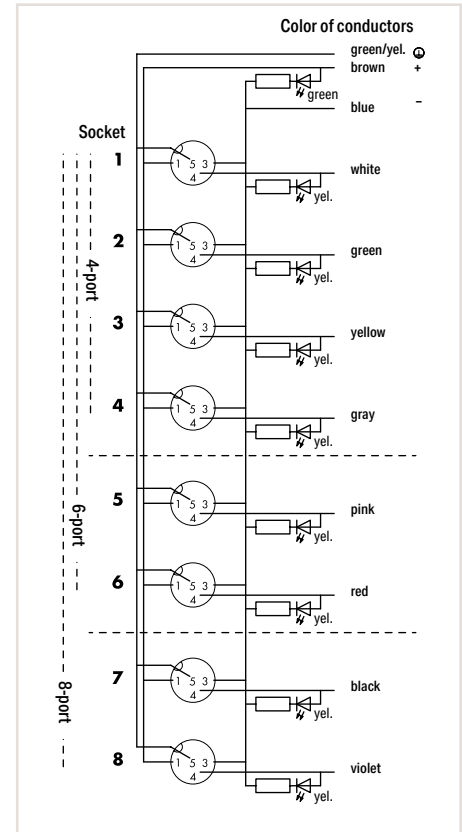 Color of conductors
green/yel.
brown +
green
blue -
Socket
1
1 5 3
4
white
yel.
2
1 5 3
4
green
yel.
4-port
3
1 5 3
4
yellow
yel.
4
1 5 3
4
gray
yel.
5
1 5 3
4
pink
yel.
6-port
6
1 5 3
4
red
yel.
7
1 5 3
4
black
yel.
8-port
8
1 5 3
4
violet
yel.